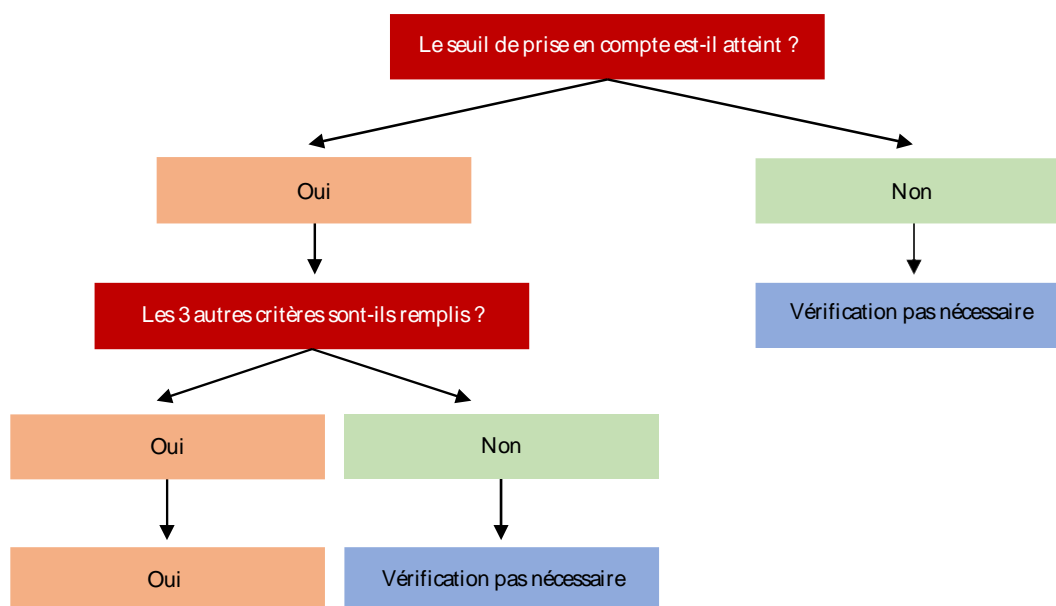 Le seuil de prise en compte est-il atteint ?
Oui
Non
Les 3 autres critères sont-ils remplis ?
Vérification pas nécessaire
Oui
Non
Oui
Vérification pas nécessaire